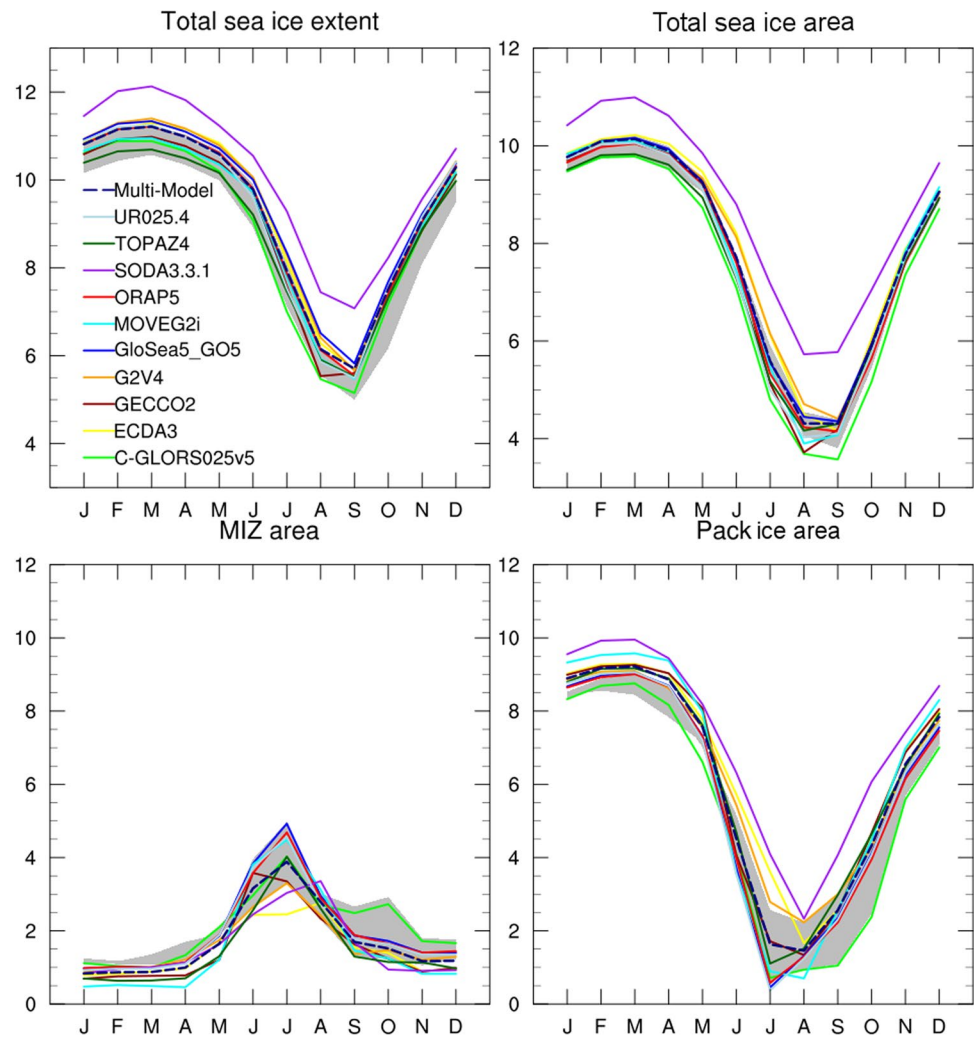 Total sea ice extent
Total sea ice area
12
10
8
6
4
Multi-Model
UR025.4
TOPAZ4
SODA3.3.1
ORAP5
MOVEG2i
GloSea5_GO5
G2V4
GECCO2
ECDA3
C-GLORS025v5
J F M A M J J A S O N D
12
10
8
6
4
J F M A M J J A S O N D
MIZ area
Pack ice area
12
10
8
6
4
2
0
J F M A M J J A S O N D
12
10
8
6
4
2
0
J F M A M J J A S O N D